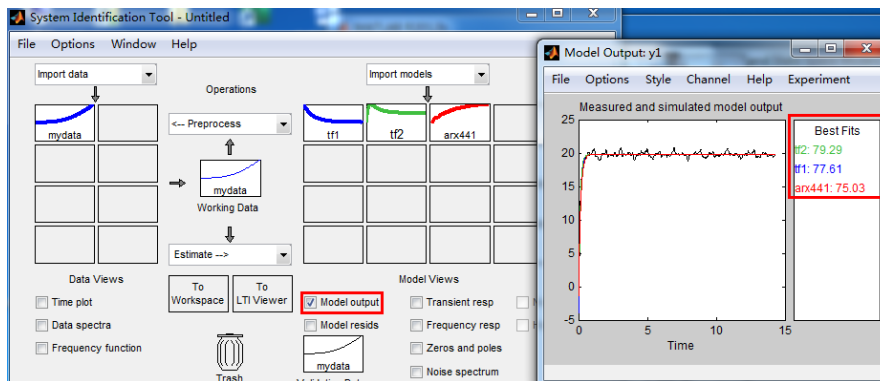 System Identification Tool - Untitled
File Options Window Help
Import data
Import models
Operations
<-- Preprocess
mydata
tf1
tf2
arx441
mydata
Working Data
Estimate -->
Data Views
To Workspace
To LTI Viewer
Model Views
Time plot
Data spectra
Frequency function
Model output
Model resids
Transient resp
Frequency resp
Zeros and poles
Noise spectrum
mydata
Trash
Model Output: y1
File Options Style Channel Help Experiment
Measured and simulated model output
25
20
15
10
5
0
-5
0 5 10 15
Time
Best Fits
tf2: 79.29
tf1: 77.61
arx441: 75.03